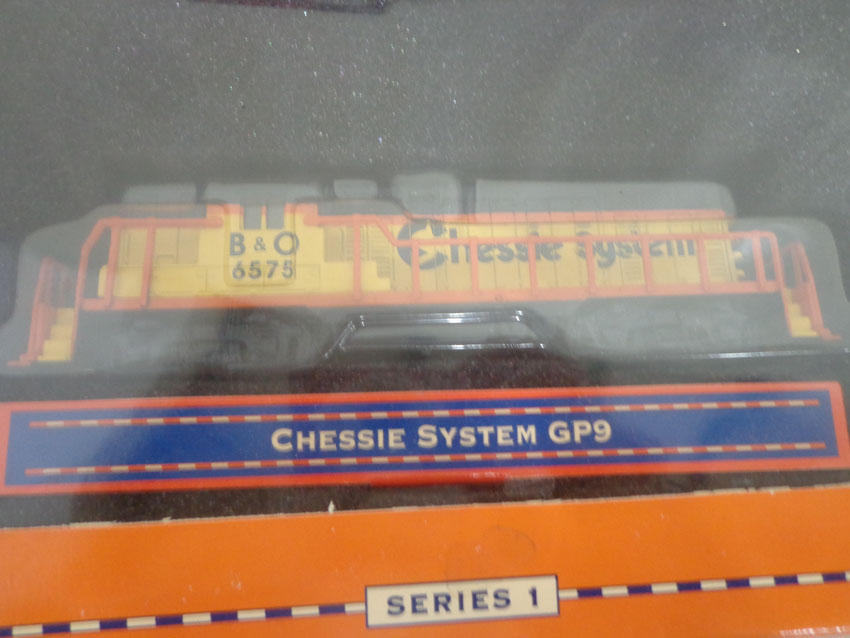 B & O
6575
Chessie System
CHESSIE SYSTEM GP9
SERIES 1